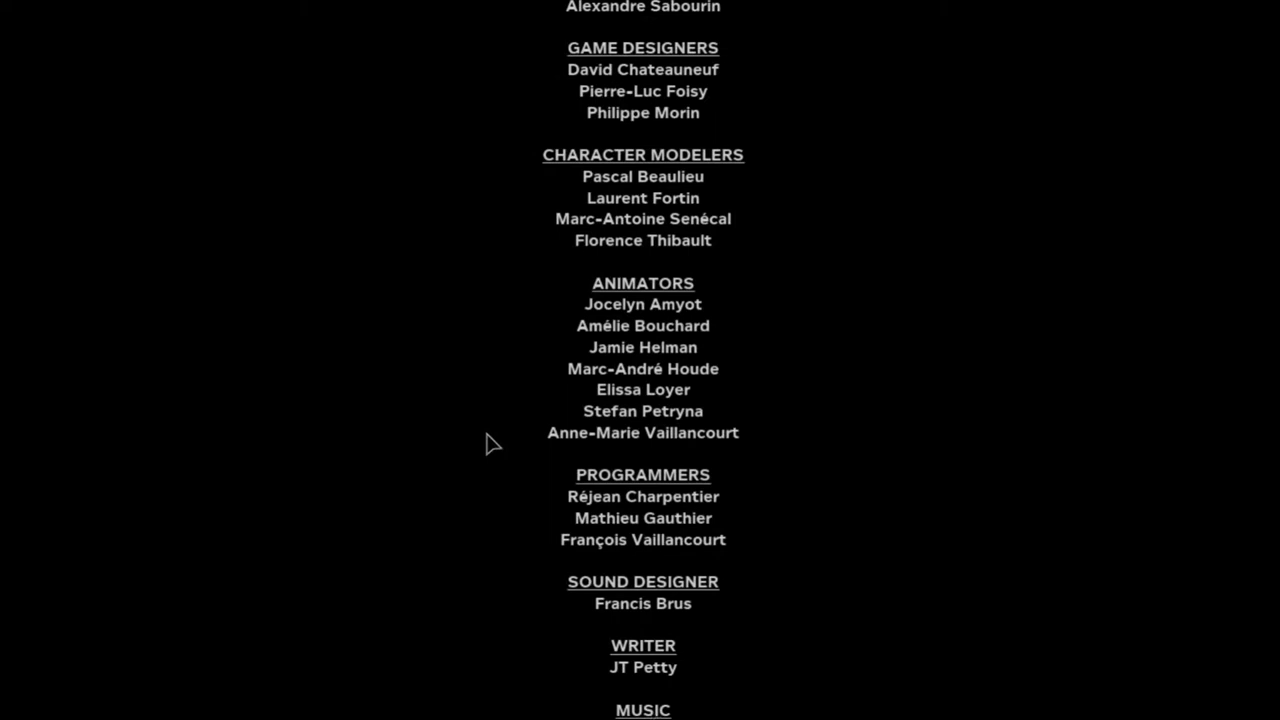 Alexandre Sabourin
GAME DESIGNERS
David Chateauneuf
Pierre-Luc Foisy
Philippe Morin
CHARACTER MODELERS
Pascal Beaulieu
Laurent Fortin
Marc-Antoine Senécal
Florence Thibault
ANIMATORS
Jocelyn Amyot
Amélie Bouchard
Jamie Helman
Marc-André Houde
Elissa Loyer
Stefan Petryna
Anne-Marie Vaillancourt
PROGRAMMERS
Réjean Charpentier
Mathieu Gauthier
François Vaillancourt
SOUND DESIGNER
Francis Brus
WRITER
JT Petty
MUSIC